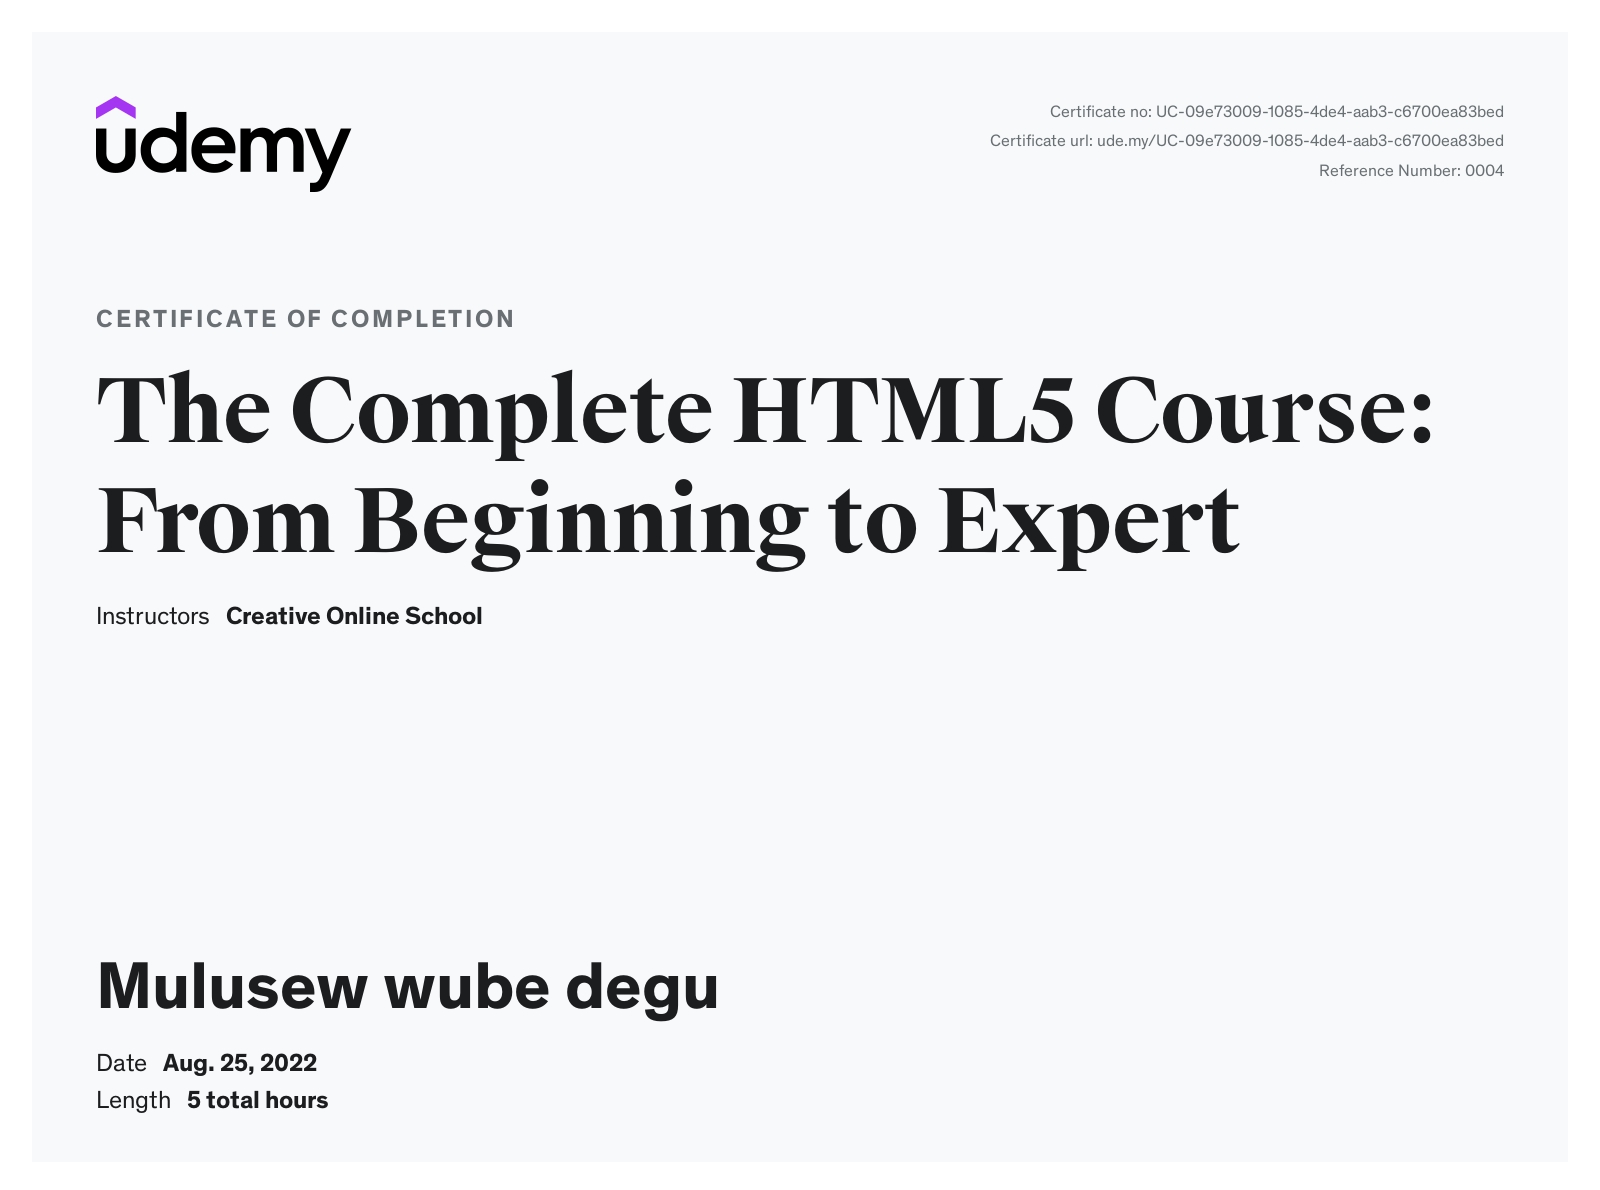 udemy
Certificate no: UC-09e73009-1085-4de4-aab3-c6700ea83bed
Certificate url: ude.my/UC-09e73009-1085-4de4-aab3-c6700ea83bed
Reference Number: 0004
CERTIFICATE OF COMPLETION
The Complete HTML5 Course:
From Beginning to Expert
Instructors Creative Online School
Mulusew wube degu
Date Aug. 25, 2022
Length 5 total hours